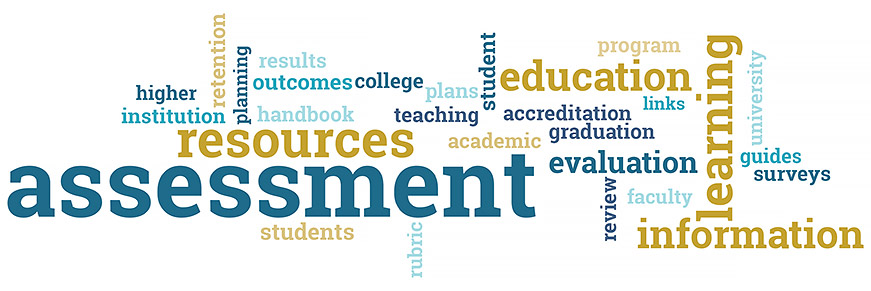 retention
planning
results
student
program
learning
university
higher
outcomes
college
plans
education
links
institution
handbook
teaching
accreditation
resources
academic
graduation
assessment
evaluation
guides
surveys
review
faculty
students
rubric
information